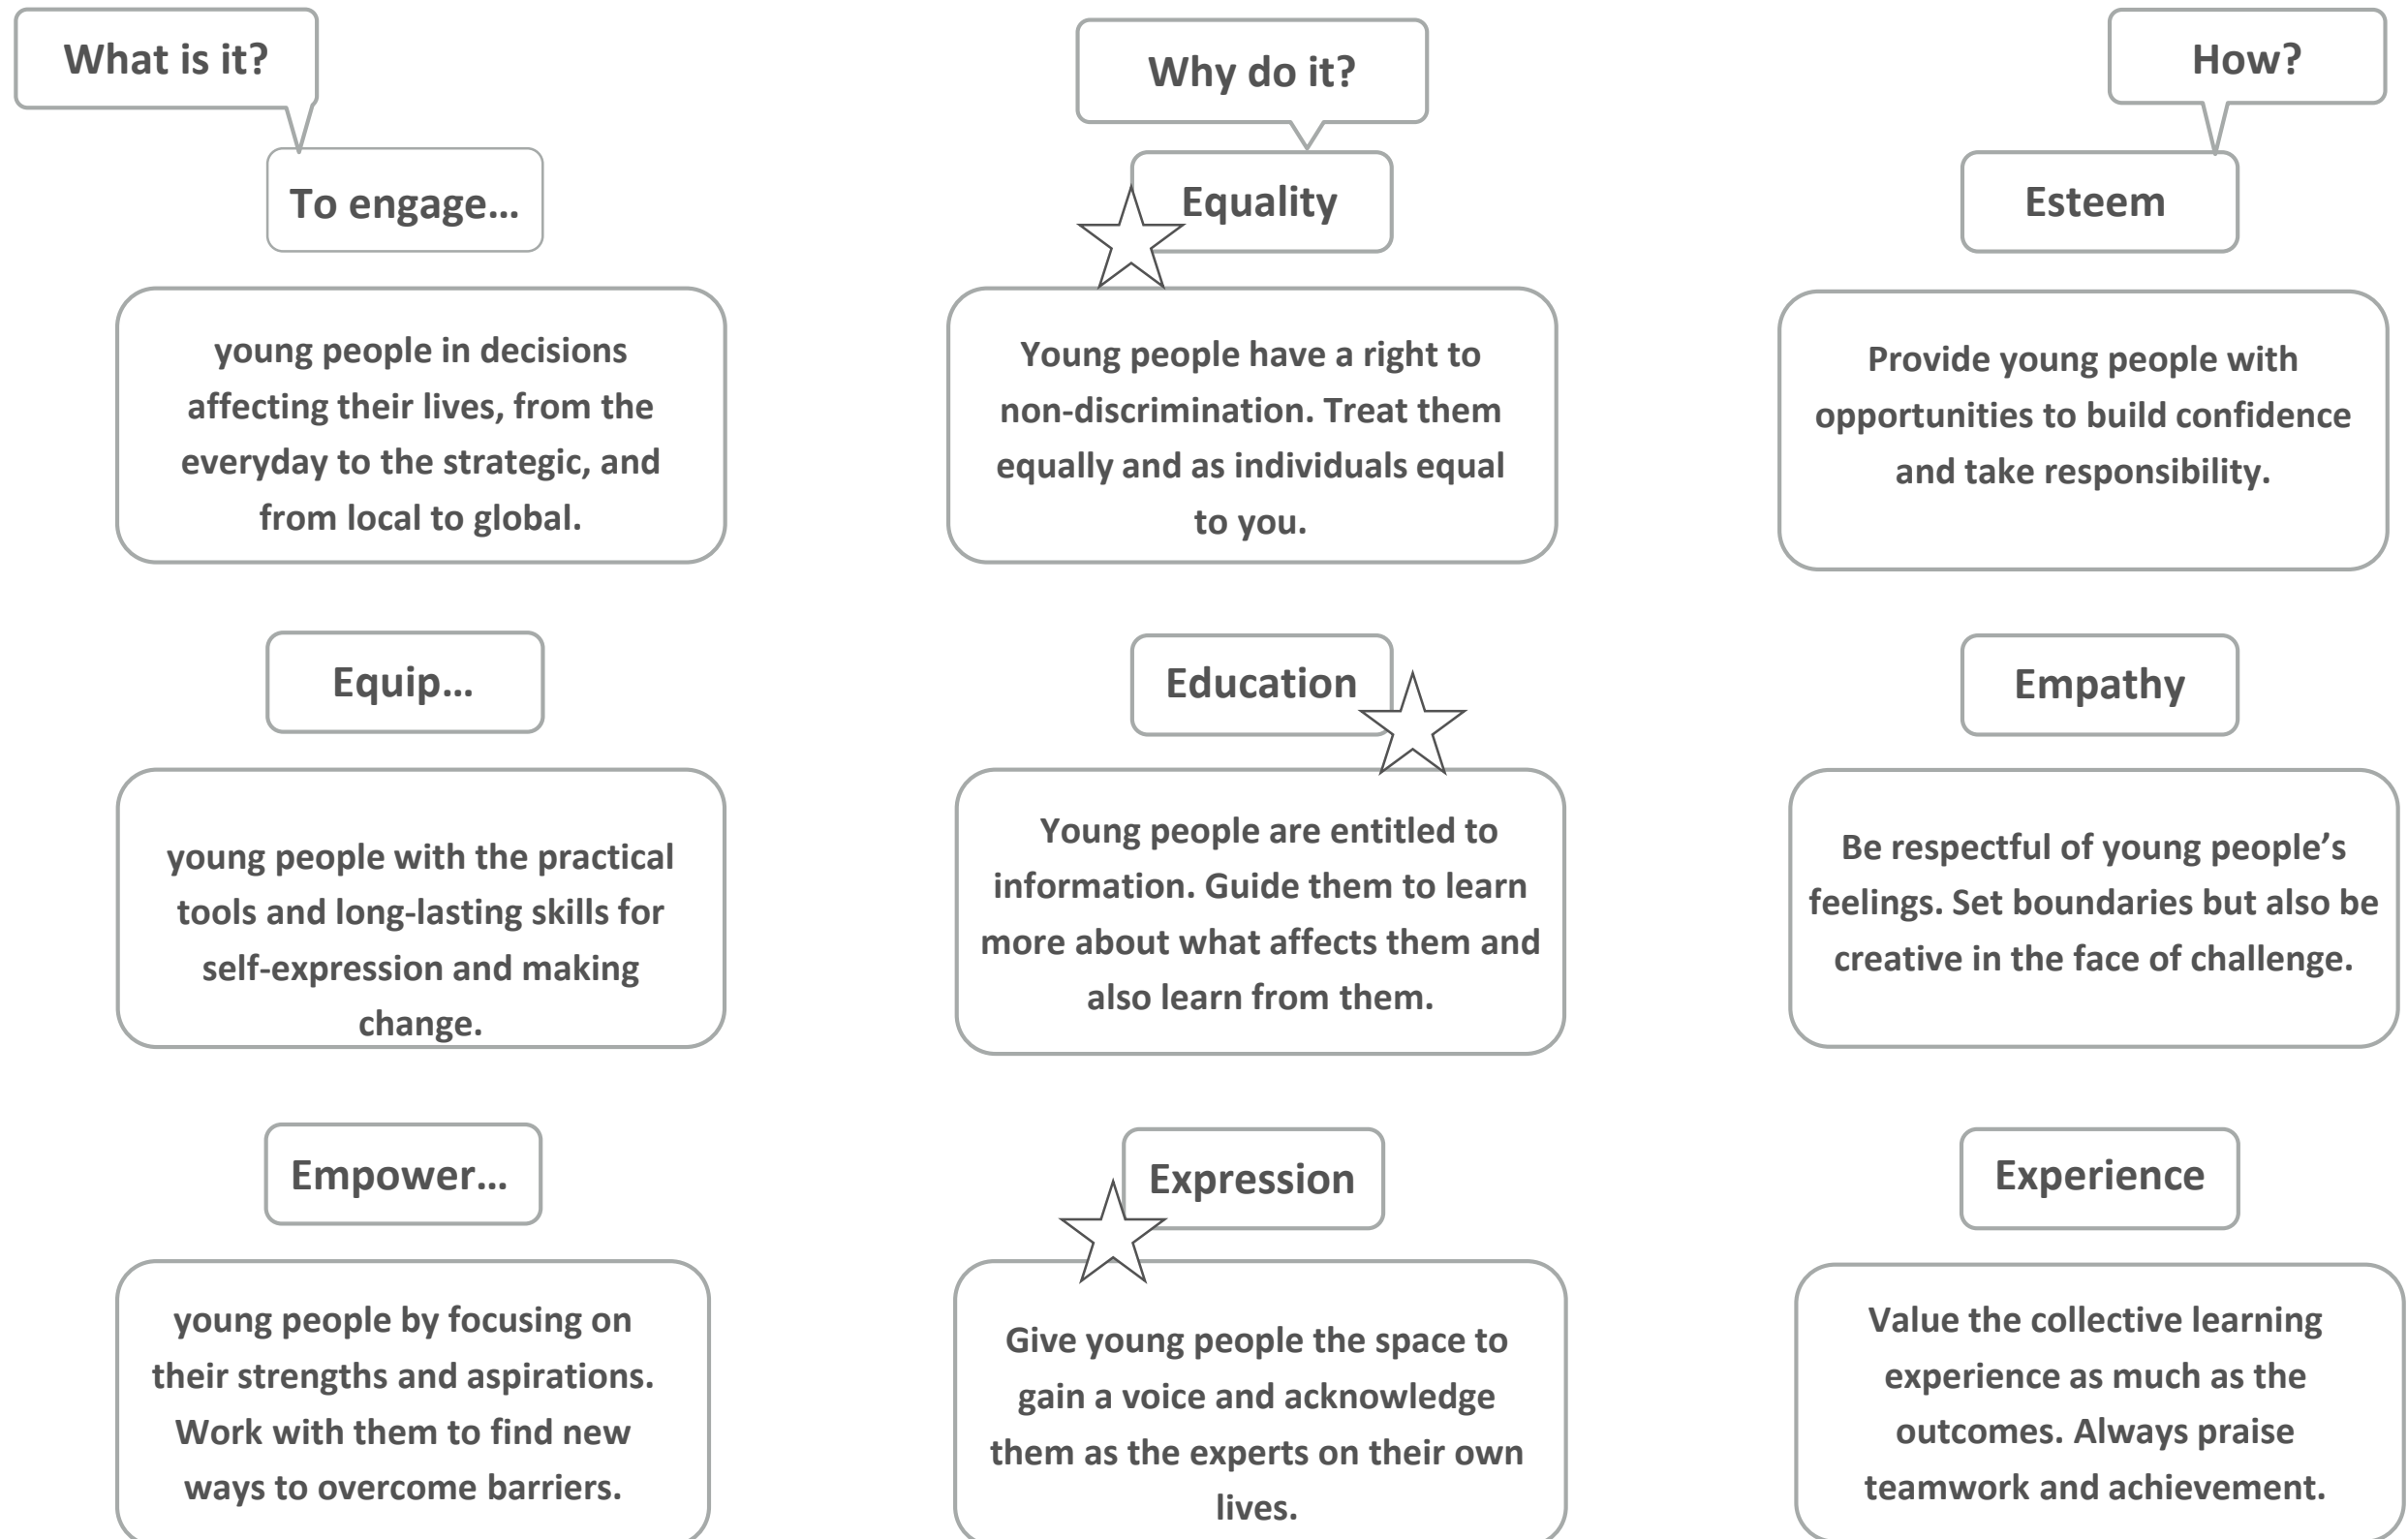 What is it?
To engage…
young people in decisions
affecting their lives, from the
everyday to the strategic, and
from local to global.
Equip…
young people with the practical
tools and long-lasting skills for
self-expression and making
change.
Empower…
young people by focusing on
their strengths and aspirations.
Work with them to find new
ways to overcome barriers.
Why do it?
Equality
Young people have a right to
non-discrimination. Treat them
equally and as individuals equal
to you.
Education
Young people are entitled to
information. Guide them to learn
more about what affects them and
also learn from them.
Expression
Give young people the space to
gain a voice and acknowledge
them as the experts on their own
lives.
How?
Esteem
Provide young people with
opportunities to build confidence
and take responsibility.
Empathy
Be respectful of young people’s
feelings. Set boundaries but also be
creative in the face of challenge.
Experience
Value the collective learning
experience as much as the
outcomes. Always praise
teamwork and achievement.